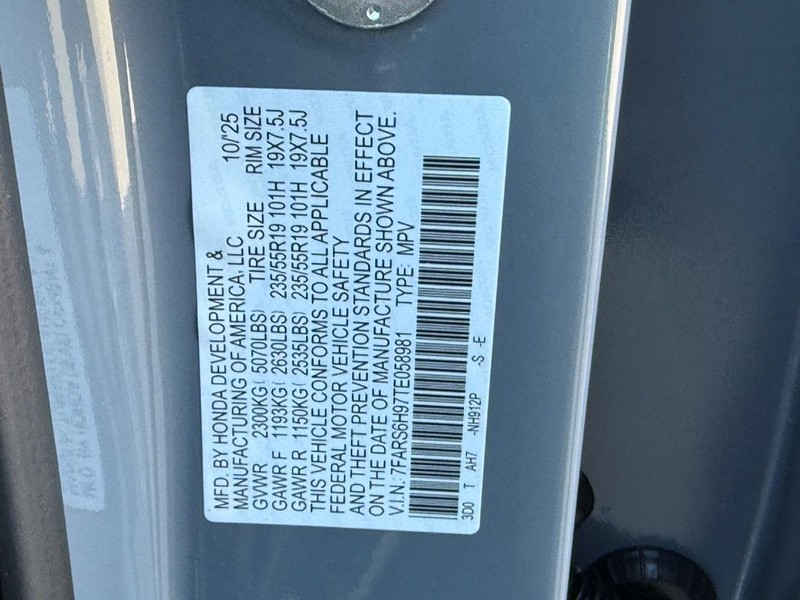 MFD. BY HONDA DEVELOPMENT &
MANUFACTURING OF AMERICA, LLC 10/'25
GVWR 2300KG( 5070LBS) TIRE SIZE RIM SIZE
GAWR F 1193KG( 2630LBS) 235/55R19 101H 19X7.5J
GAWR R 1150KG( 2535LBS) 235/55R19 101H 19X7.5J
THIS VEHICLE CONFORMS TO ALL APPLICABLE
FEDERAL MOTOR VEHICLE SAFETY
AND THEFT PREVENTION STANDARDS IN EFFECT
ON THE DATE OF MANUFACTURE SHOWN ABOVE.
V.I.N.: 7FARS6H97TE058981 TYPE: MPV
3D0 T AH7 -NH912P -S -E